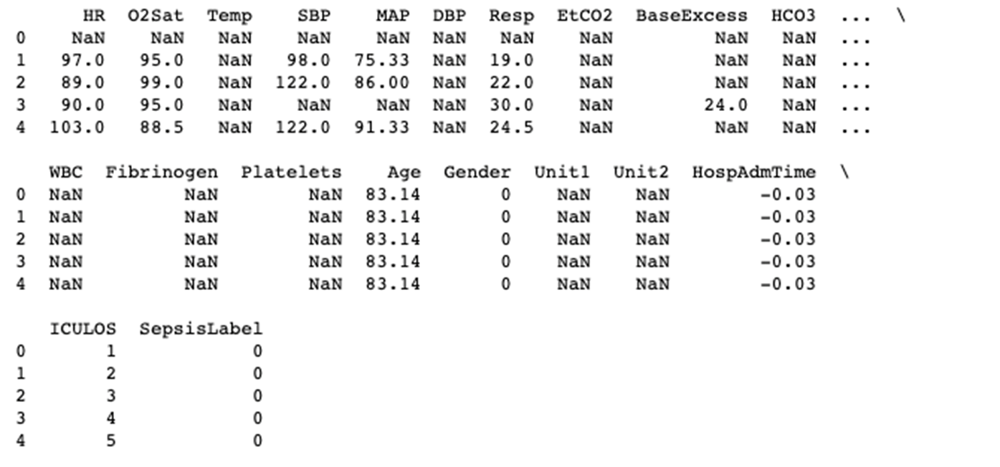 HR O2Sat Temp SBP MAP DBP Resp EtCO2 BaseExcess HCO3 ... \
0 NaN NaN NaN NaN NaN NaN NaN NaN NaN NaN ...
1 97.0 95.0 NaN 98.0 75.33 NaN 19.0 NaN NaN NaN ...
2 89.0 99.0 NaN 122.0 86.00 NaN 22.0 NaN NaN NaN ...
3 90.0 95.0 NaN NaN NaN NaN 30.0 NaN 24.0 NaN ...
4 103.0 88.5 NaN 122.0 91.33 NaN 24.5 NaN NaN NaN ...
WBC Fibrinogen Platelets Age Gender Unit1 Unit2 HospAdmTime \
0 NaN NaN NaN 83.14 0 NaN NaN -0.03
1 NaN NaN NaN 83.14 0 NaN NaN -0.03
2 NaN NaN NaN 83.14 0 NaN NaN -0.03
3 NaN NaN NaN 83.14 0 NaN NaN -0.03
4 NaN NaN NaN 83.14 0 NaN NaN -0.03
ICULOS SepsisLabel
0 1 0
1 2 0
2 3 0
3 4 0
4 5 0